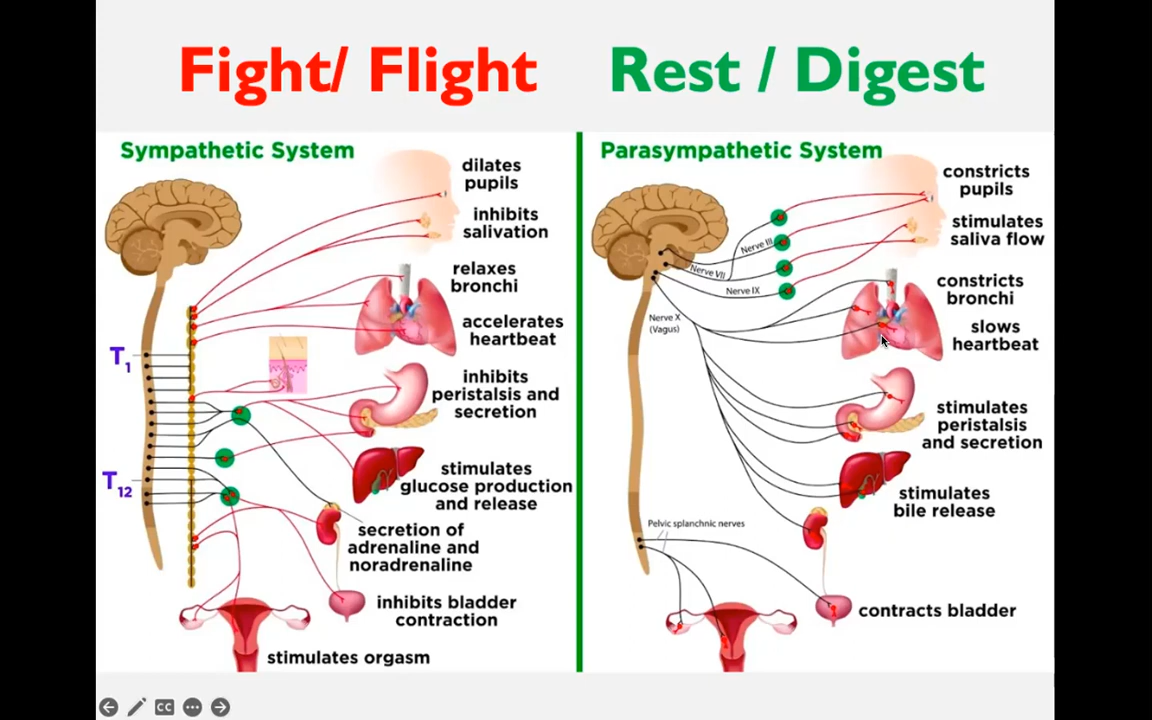 Fight/ Flight
Rest / Digest
Sympathetic System
dilates
pupils
inhibits
salivation
relaxes
bronchi
accelerates
heartbeat
T1
inhibits
peristalsis and
secretion
T12
stimulates
glucose production
and release
secretion of
adrenaline and
noradrenaline
inhibits bladder
contraction
stimulates orgasm
Parasympathetic System
constricts
pupils
stimulates
saliva flow
Nerve III
Nerve VII
Nerve IX
Nerve X
(Vagus)
constricts
bronchi
slows
heartbeat
stimulates
peristalsis
and secretion
stimulates
bile release
Pelvic splanchnic nerves
contracts bladder
CC